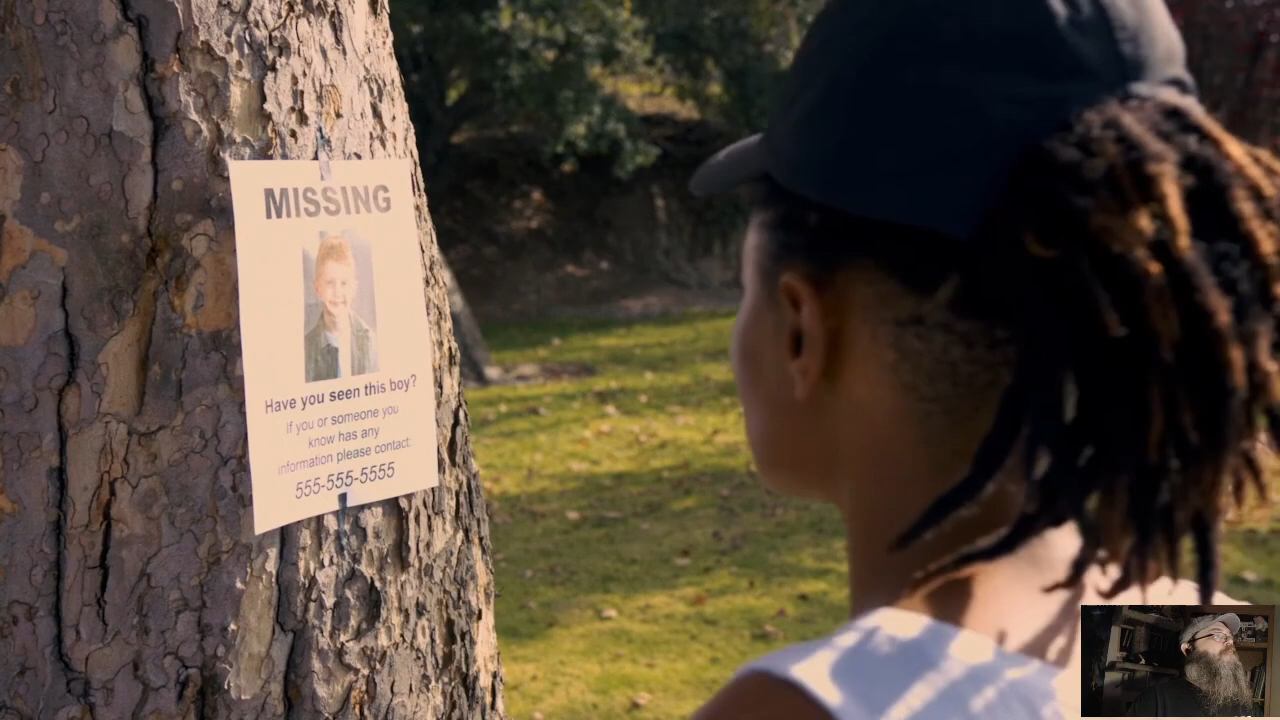 MISSING
Have you seen this boy?
If you or someone you
know has any
information please contact:
555-555-5555